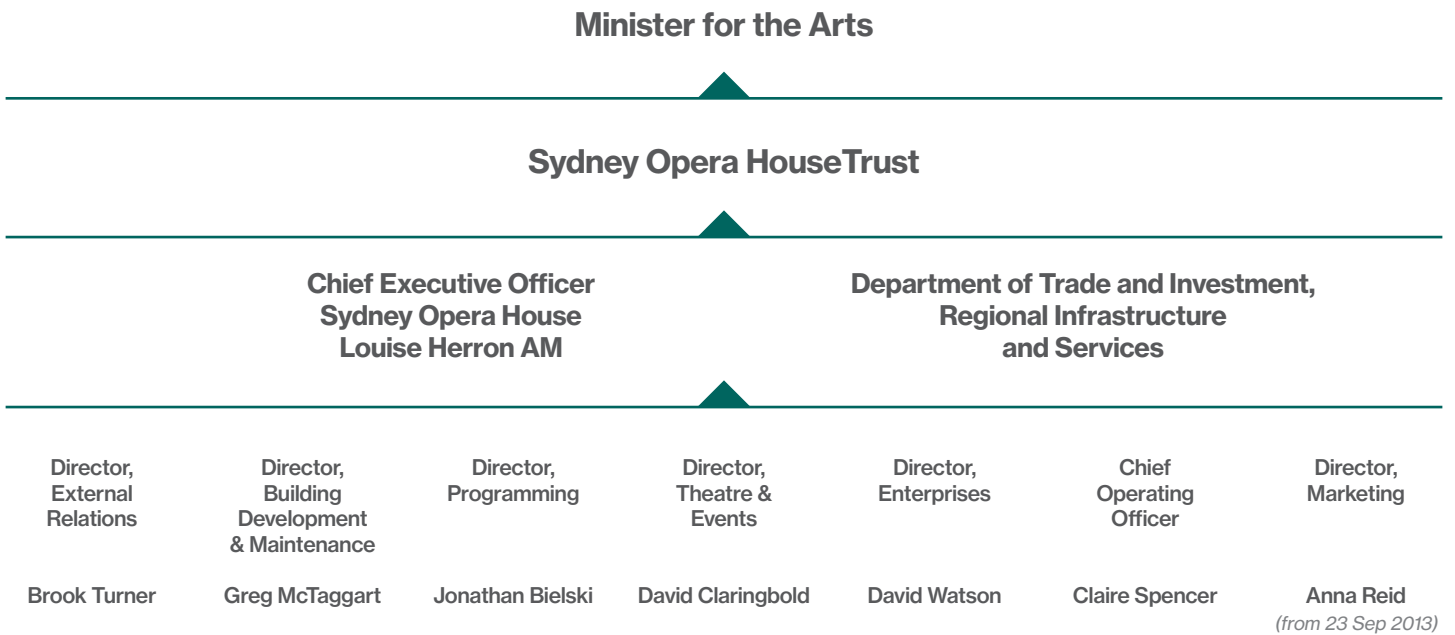 Minister for the Arts
Sydney Opera HouseTrust
Chief Executive Officer
Sydney Opera House
Louise Herron AM
Department of Trade and Investment,
Regional Infrastructure
and Services
Director,
External
Relations
Brook Turner
Director,
Building
Development
& Maintenance
Greg McTaggart
Director,
Programming
Jonathan Bielski
Director,
Theatre &
Events
David Claringbold
Director,
Enterprises
David Watson
Chief
Operating
Officer
Claire Spencer
Director,
Marketing
Anna Reid
(from 23 Sep 2013)